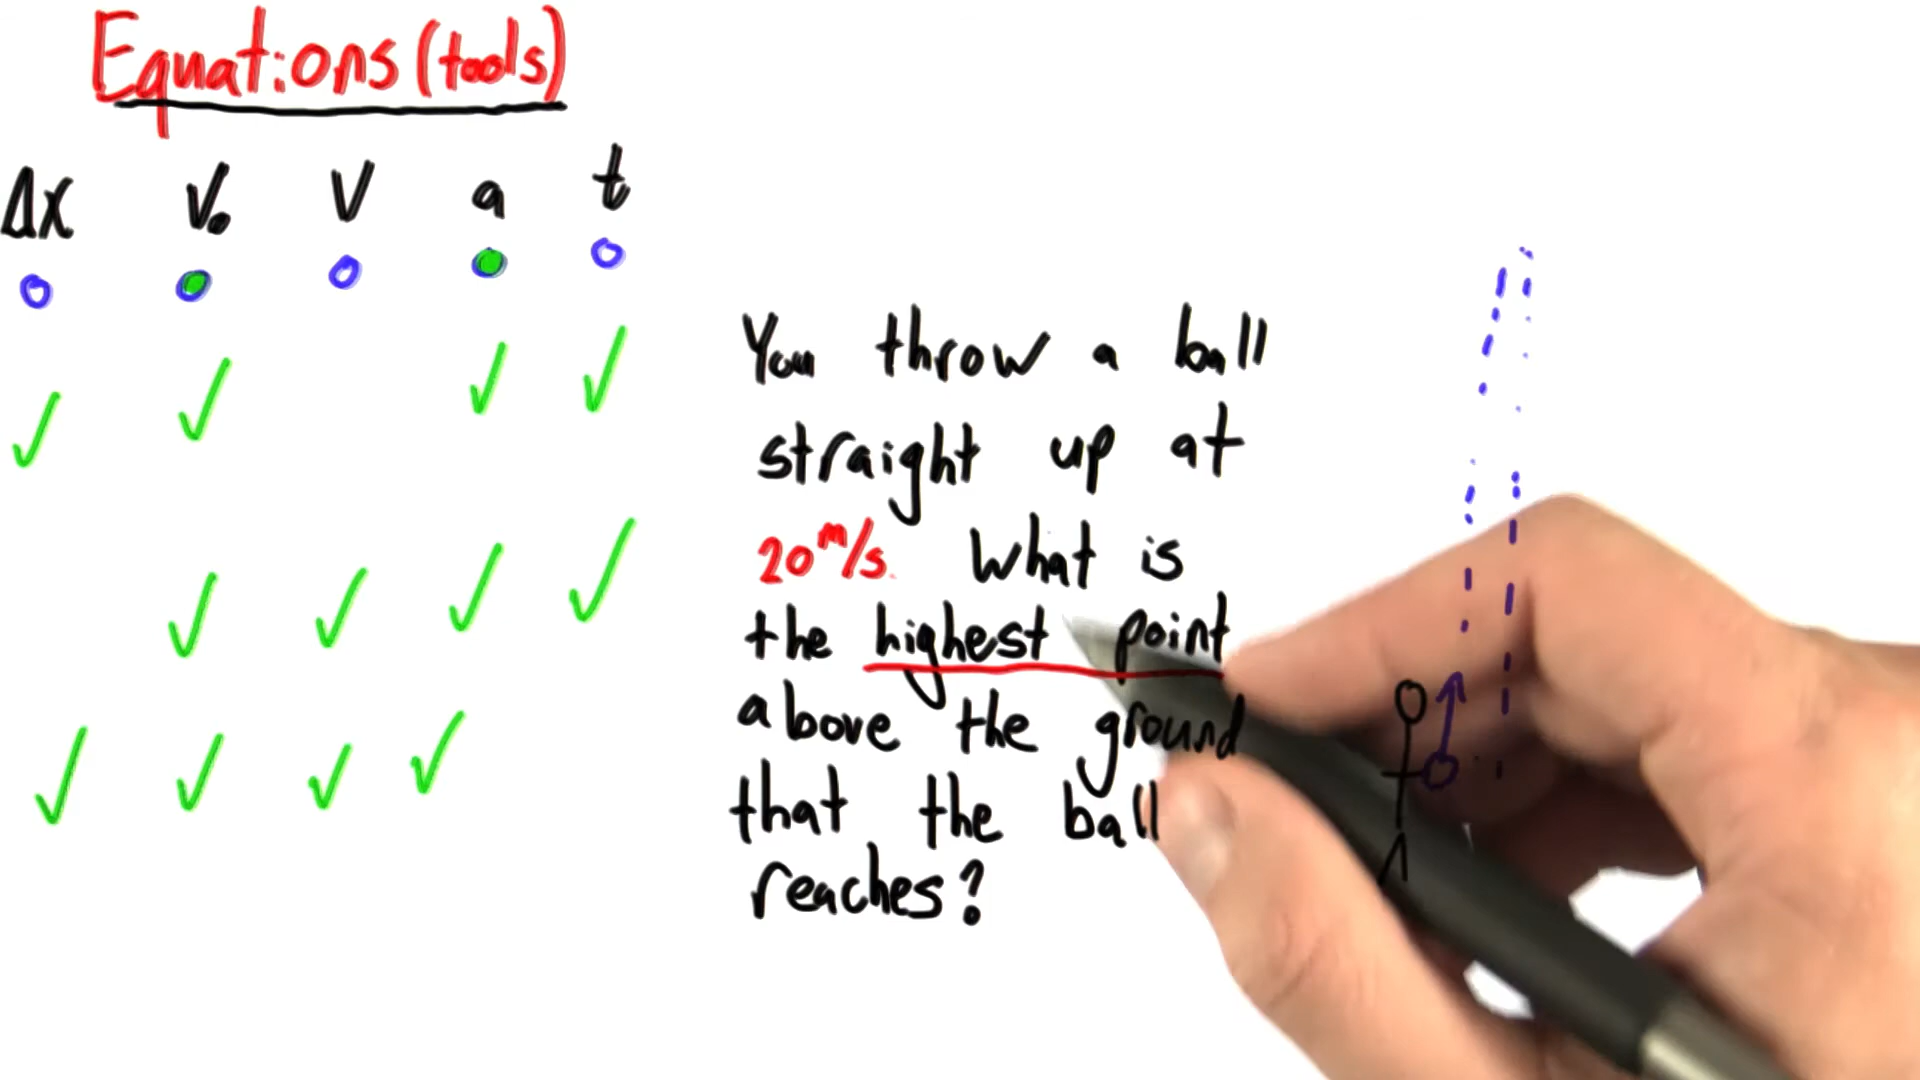 Equations (tools)
Δx v₀ v a t
You throw a ball
straight up at
20 m/s. What is
the highest point
above the ground
that the ball
reaches?